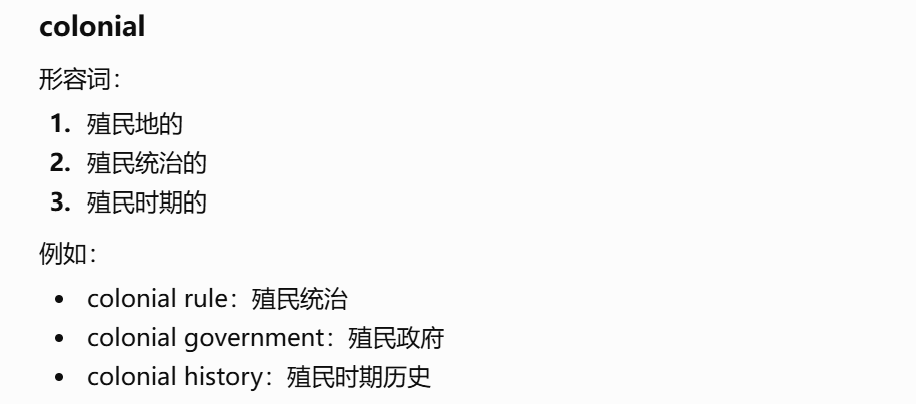 colonial
形容词：
1. 殖民地的
2. 殖民统治的
3. 殖民时期的
例如：
• colonial rule：殖民统治
• colonial government：殖民政府
• colonial history：殖民时期历史